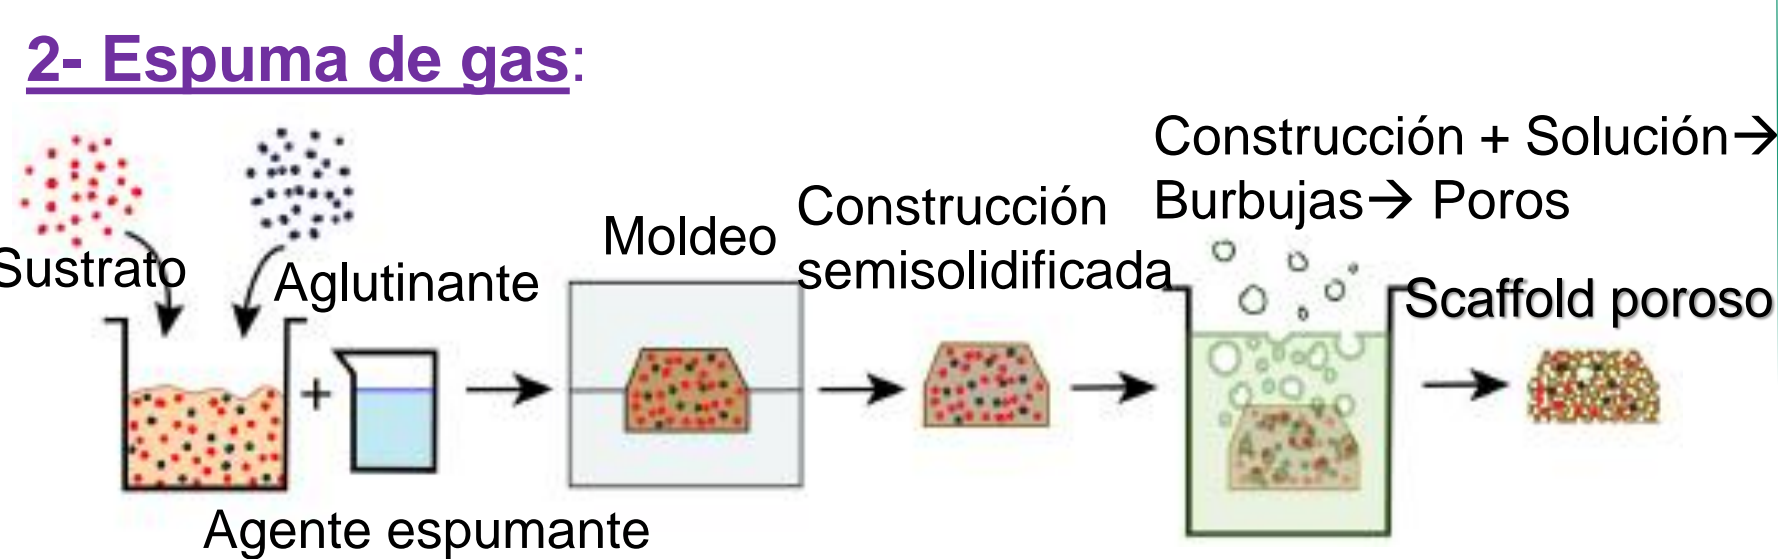 2- Espuma de gas:
Sustrato
Aglutinante
+
Agente espumante
Moldeo
Construcción
semisolidificada
Construcción + Solución→
Burbujas→ Poros
Scaffold poroso